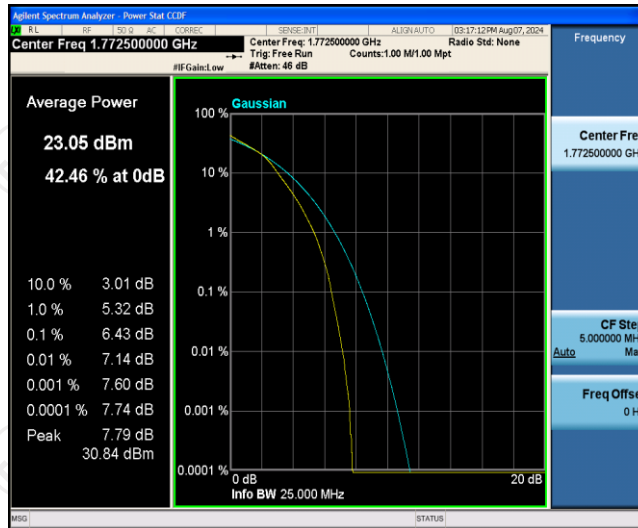 Agilent Spectrum Analyzer - Power Stat CCDF
RL RF 50 Ω AC CORREC SENSE:INT ALIGN AUTO 03:17:12 PM Aug 07, 2024
Center Freq 1.772500000 GHz
Center Freq: 1.772500000 GHz Radio Std: None
Trig: Free Run Counts:1.00 M/1.00 Mpt
#IFGain:Low #Atten: 46 dB
Frequency
Average Power
23.05 dBm
42.46 % at 0dB
10.0 % 3.01 dB
1.0 % 5.32 dB
0.1 % 6.43 dB
0.01 % 7.14 dB
0.001 % 7.60 dB
0.0001 % 7.74 dB
Peak 7.79 dB
30.84 dBm
Gaussian
100 %
10 %
1 %
0.1 %
0.01 %
0.001 %
0.0001 %
0 dB 20 dB
Info BW 25.000 MHz
Center Fre
1.772500000 GH
CF Ste
5.000000 MH
Auto Ma
Freq Offse
0 H
MSG STATUS